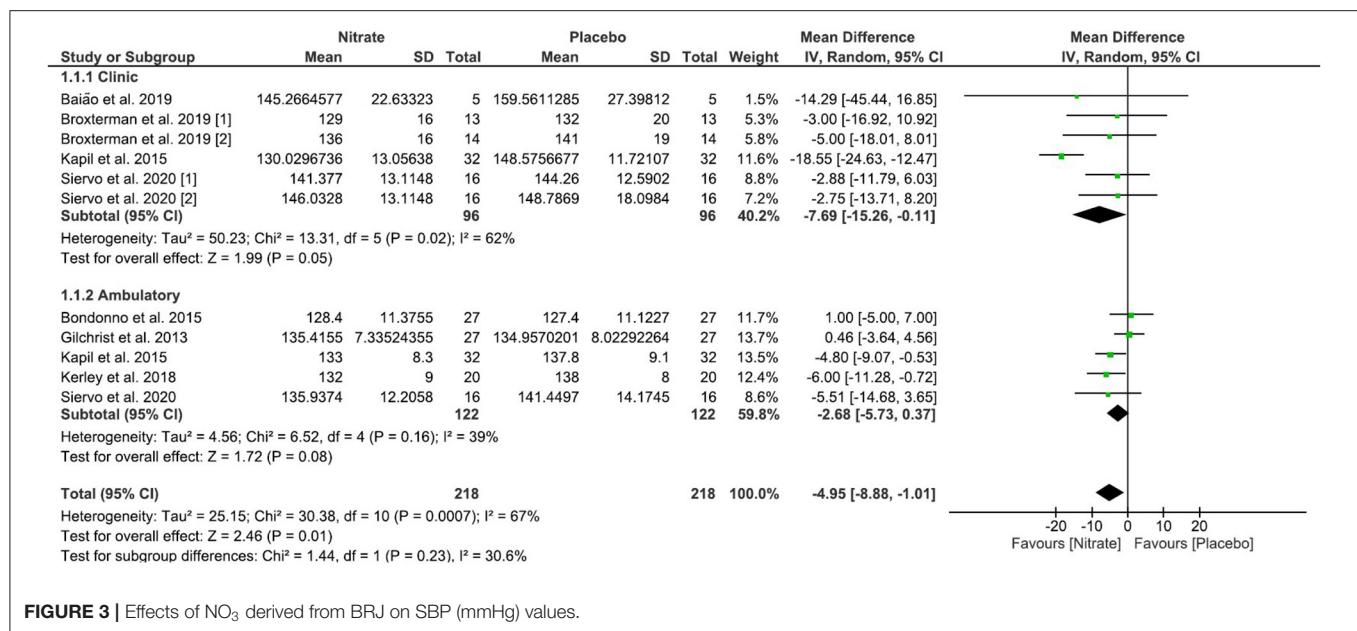 Nitrate Placebo Mean Difference Mean Difference
Study or Subgroup Mean SD Total Mean SD Total Weight IV, Random, 95% CI IV, Random, 95% CI
1.1.1 Clinic
Baião et al. 2019 145.2664577 22.63323 5 159.5611285 27.39812 5 1.5% -14.29 [-45.44, 16.85]
Broxterman et al. 2019 [1] 129 16 13 132 20 13 5.3% -3.00 [-16.92, 10.92]
Broxterman et al. 2019 [2] 136 16 14 141 19 14 5.8% -5.00 [-18.01, 8.01]
Kapil et al. 2015 130.0296736 13.05638 32 148.5756677 11.72107 32 11.6% -18.55 [-24.63, -12.47]
Siervo et al. 2020 [1] 141.377 13.1148 16 144.26 12.5902 16 8.8% -2.88 [-11.79, 6.03]
Siervo et al. 2020 [2] 146.0328 13.1148 16 148.7869 18.0984 16 7.2% -2.75 [-13.71, 8.20]
Subtotal (95% CI) 96 96 40.2% -7.69 [-15.26, -0.11]
Heterogeneity: Tau² = 50.23; Chi² = 13.31, df = 5 (P = 0.02); I² = 62%
Test for overall effect: Z = 1.99 (P = 0.05)
1.1.2 Ambulatory
Bondonno et al. 2015 128.4 11.3755 27 127.4 11.1227 27 11.7% 1.00 [-5.00, 7.00]
Gilchrist et al. 2013 135.4155 7.33524355 27 134.9570201 8.02292264 27 13.7% 0.46 [-3.64, 4.56]
Kapil et al. 2015 133 8.3 32 137.8 9.1 32 13.5% -4.80 [-9.07, -0.53]
Kerley et al. 2018 132 9 20 138 8 20 12.4% -6.00 [-11.28, -0.72]
Siervo et al. 2020 135.9374 12.2058 16 141.4497 14.1745 16 8.6% -5.51 [-14.68, 3.65]
Subtotal (95% CI) 122 122 59.8% -2.68 [-5.73, 0.37]
Heterogeneity: Tau² = 4.56; Chi² = 6.52, df = 4 (P = 0.16); I² = 39%
Test for overall effect: Z = 1.72 (P = 0.08)
Total (95% CI) 218 218 100.0% -4.95 [-8.88, -1.01]
Heterogeneity: Tau² = 25.15; Chi² = 30.38, df = 10 (P = 0.0007); I² = 67%
Test for overall effect: Z = 2.46 (P = 0.01)
Test for subgroup differences: Chi² = 1.44, df = 1 (P = 0.23), I² = 30.6%
-20 -10 0 10 20
Favours [Nitrate] Favours [Placebo]
FIGURE 3 | Effects of NO₃ derived from BRJ on SBP (mmHg) values.